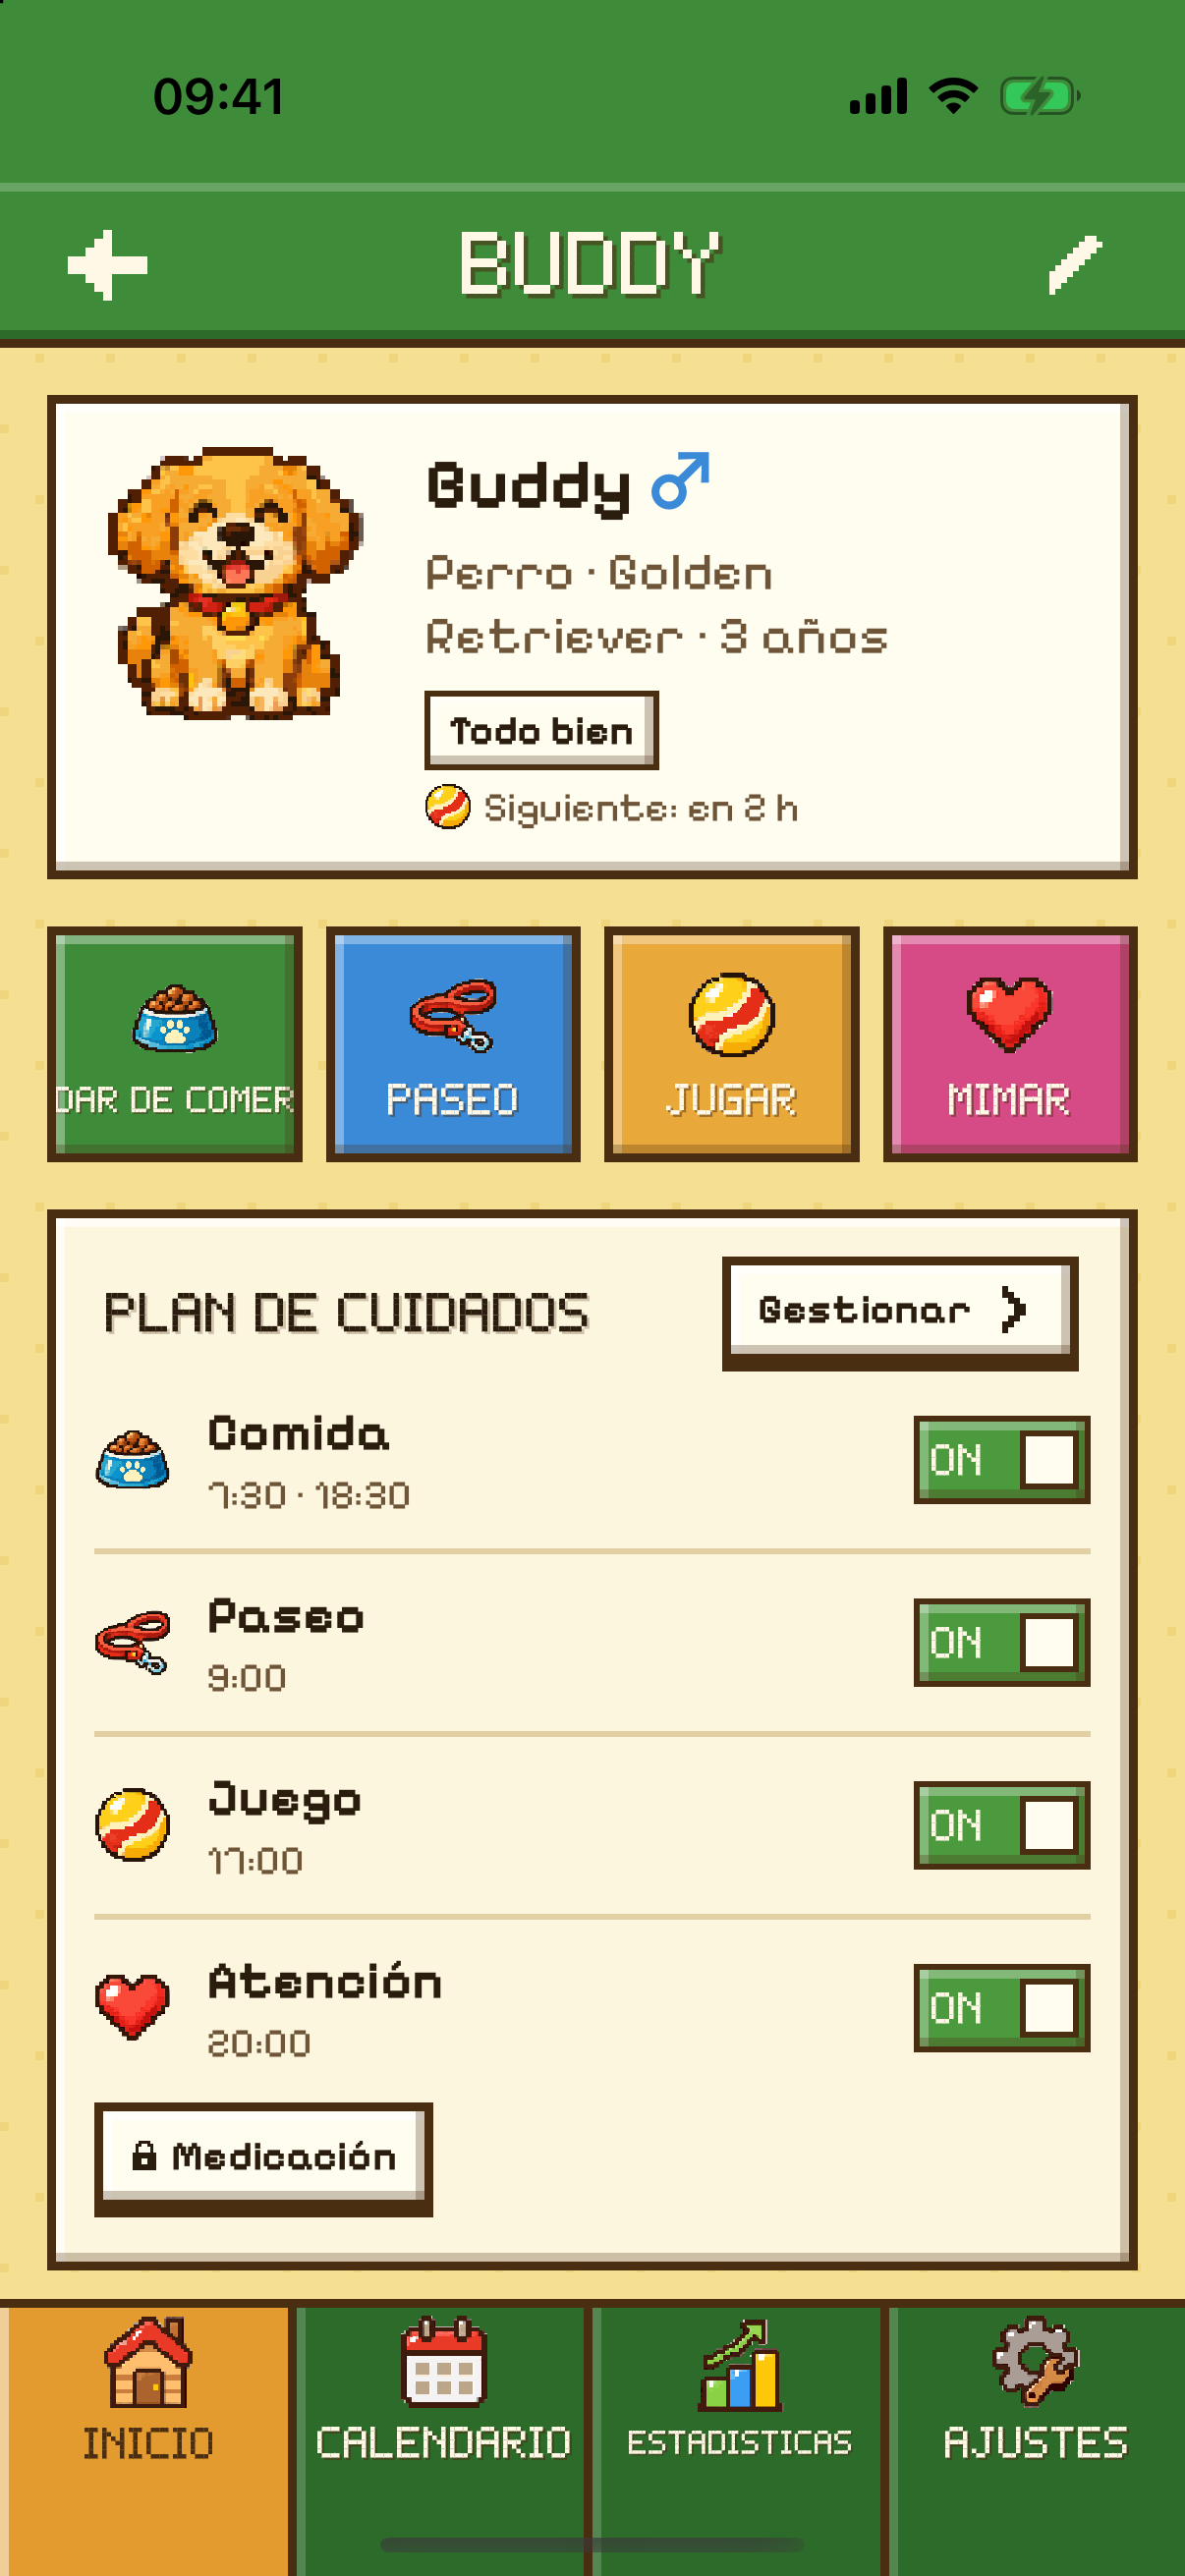 09:41
BUDDY
Buddy ♂
Perro · Golden
Retriever · 3 años
Todo bien
Siguiente: en 2 h
DAR DE COMER
PASEO
JUGAR
MIMAR
PLAN DE CUIDADOS
Gestionar
Comida
7:30 · 18:30
ON
Paseo
9:00
ON
Juego
17:00
ON
Atención
20:00
ON
Medicación
INICIO
CALENDARIO
ESTADISTICAS
AJUSTES